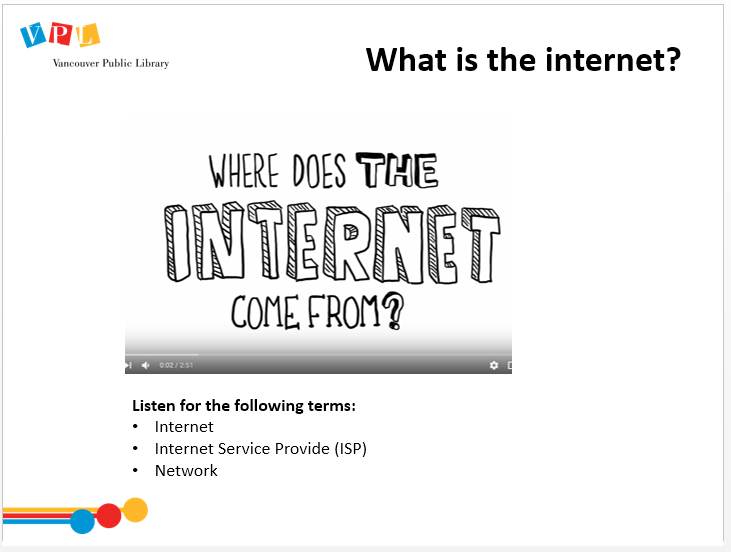 VPL
Vancouver Public Library
What is the internet?
WHERE DOES THE
INTERNET
COME FROM?
0:02 / 2:51
Listen for the following terms:
• Internet
• Internet Service Provide (ISP)
• Network